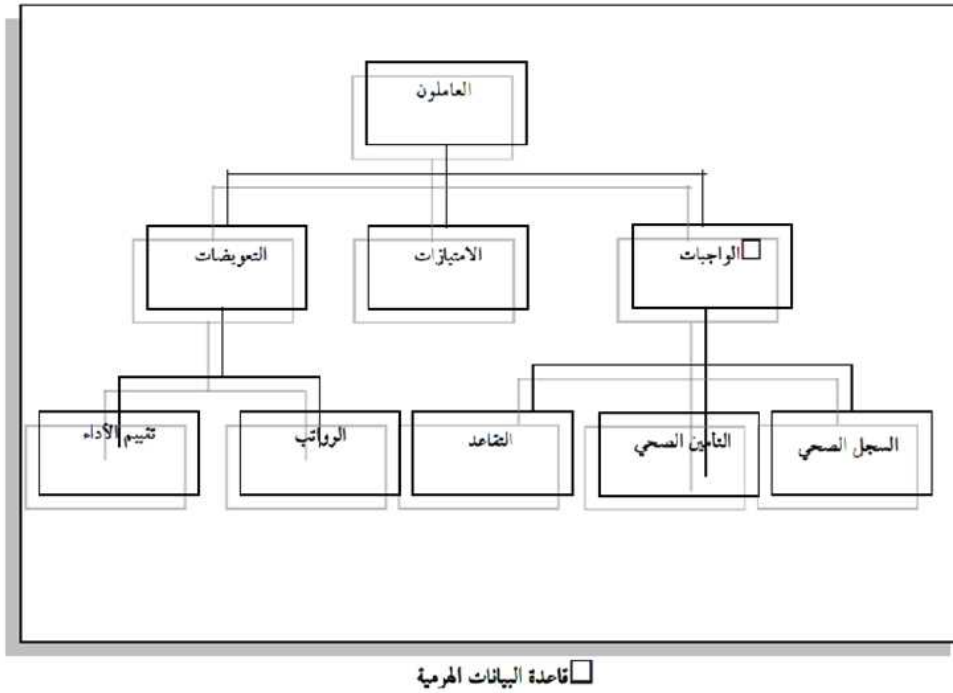 العاملون
الواجبات
الامتيازات
التعويضات
السجل الصحي
التأمين الصحي
التقاعد
الرواتب
تقييم الأداء
قاعدة البيانات الهرمية